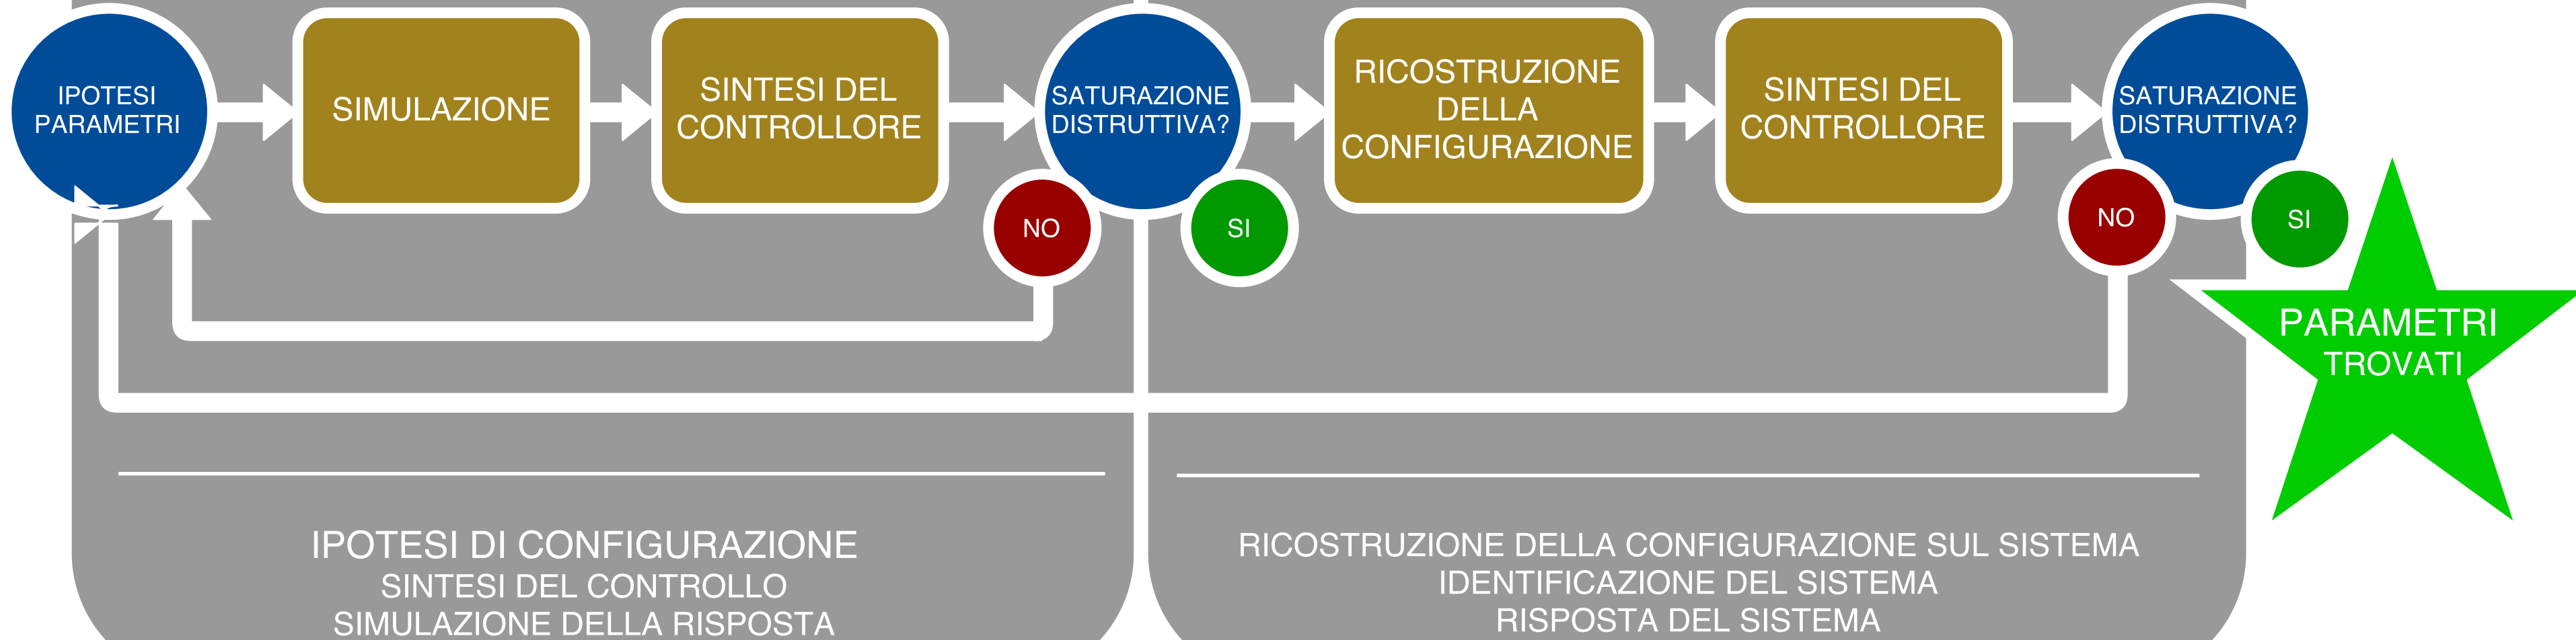 IPOTESI
PARAMETRI
SIMULAZIONE
SINTESI DEL
CONTROLLORE
SATURAZIONE
DISTRUTTIVA?
NO
SI
RICOSTRUZIONE
DELLA
CONFIGURAZIONE
SINTESI DEL
CONTROLLORE
SATURAZIONE
DISTRUTTIVA?
NO
SI
PARAMETRI
TROVATI
IPOTESI DI CONFIGURAZIONE
SINTESI DEL CONTROLLO
SIMULAZIONE DELLA RISPOSTA
RICOSTRUZIONE DELLA CONFIGURAZIONE SUL SISTEMA
IDENTIFICAZIONE DEL SISTEMA
RISPOSTA DEL SISTEMA